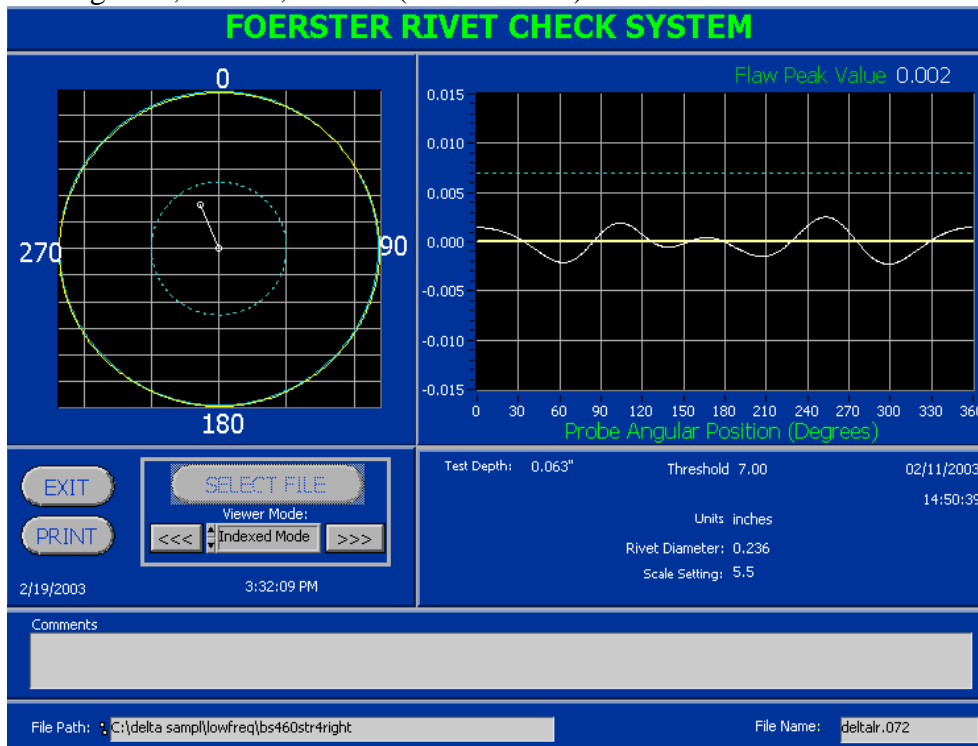 FOERSTER RIVET CHECK SYSTEM
0
270
90
180
Flaw Peak Value 0.002
0.015
0.010
0.005
0.000
-0.005
-0.010
-0.015
0 30 60 90 120 150 180 210 240 270 300 330 360
Probe Angular Position (Degrees)
EXIT
PRINT
SELECT FILE
Viewer Mode:
<<< Indexed Mode >>>
2/19/2003 3:32:09 PM
Test Depth: 0.063" Threshold 7.00 02/11/2003
14:50:39
Units inches
Rivet Diameter: 0.236
Scale Setting: 5.5
Comments
File Path: C:\delta sampl\lowfreq\bs460str4right
File Name: deltalr.072